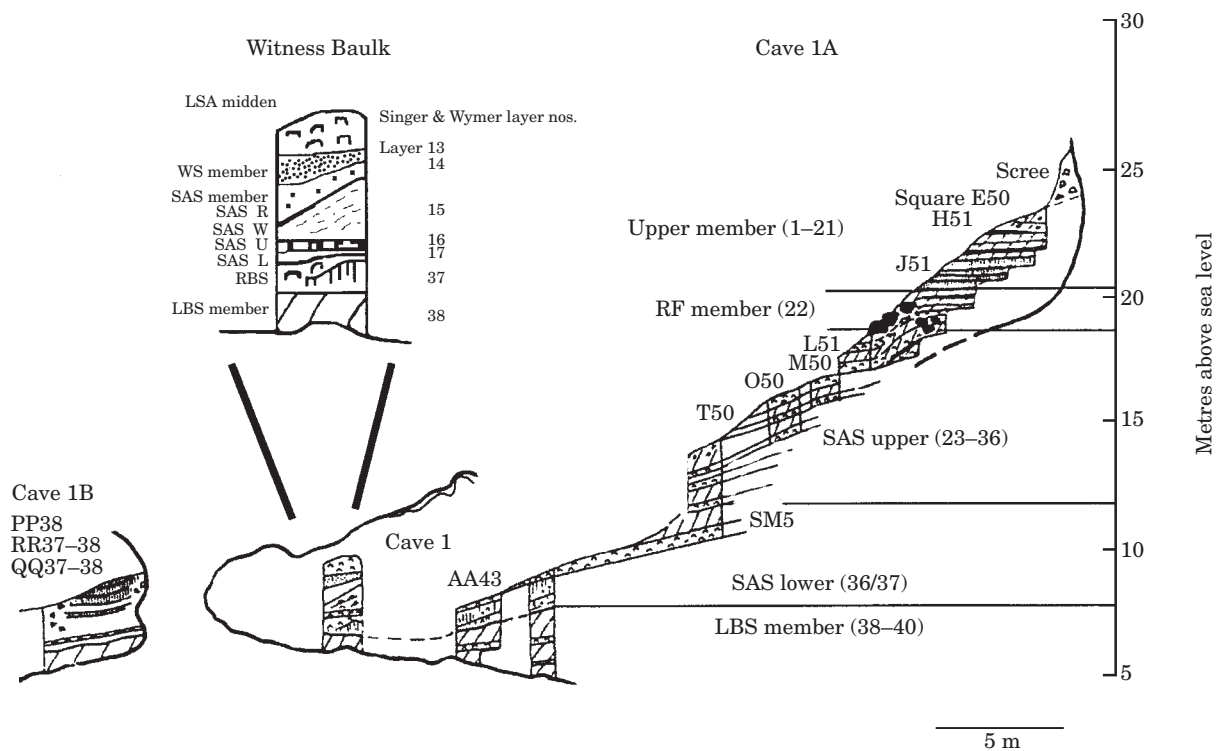 Witness Baulk
LSA midden
Singer & Wymer layer nos.
Layer 13
14
WS member
SAS member
SAS R
15
SAS W
SAS U
16
SAS L
17
RBS
37
LBS member
38
Cave 1A
30
Scree
25
Square E50
H51
Upper member (1–21)
J51
20
RF member (22)
L51
M50
O50
T50
15
SAS upper (23–36)
SM5
10
SAS lower (36/37)
LBS member (38–40)
5
Metres above sea level
Cave 1B
PP38
RR37–38
QQ37–38
Cave 1
AA43
5 m